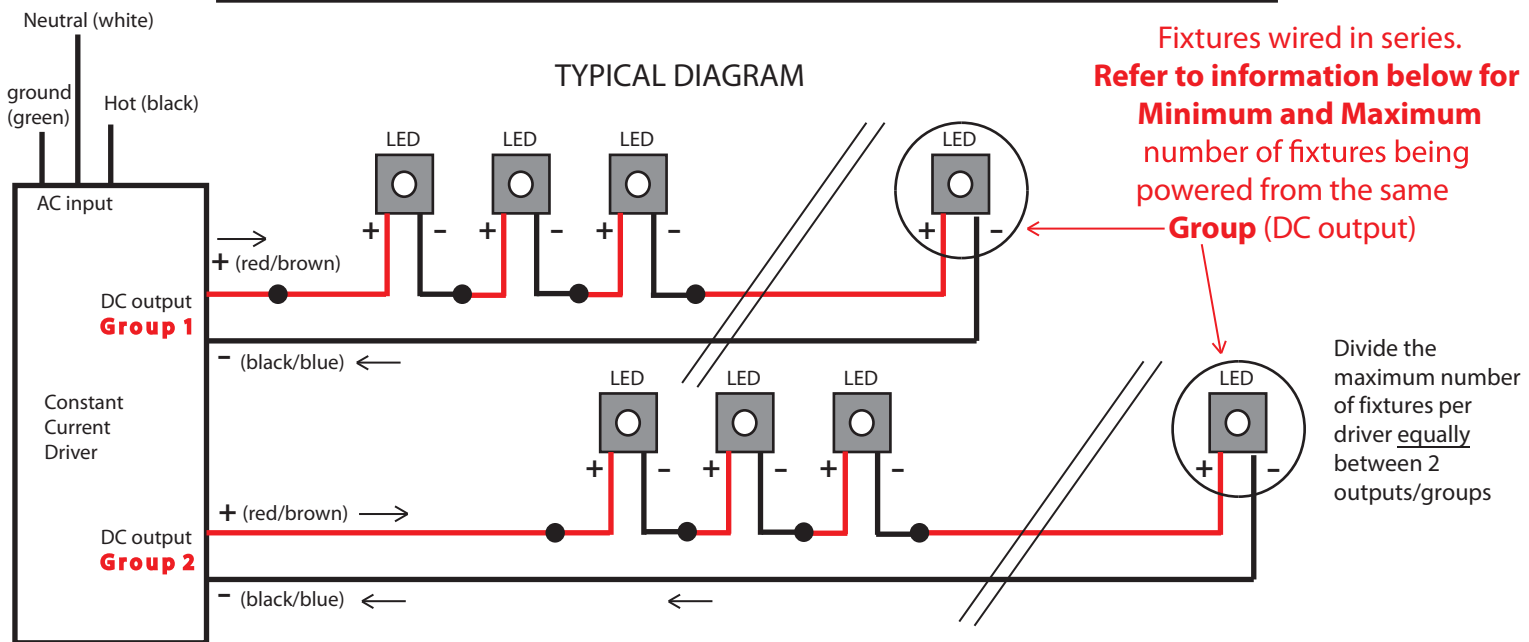 Neutral (white)
ground
(green)
Hot (black)
AC input
TYPICAL DIAGRAM
Fixtures wired in series.
Refer to information below for
Minimum and Maximum
number of fixtures being
powered from the same
Group (DC output)
LED
LED
LED
LED
+ – + – + – + –
+ (red/brown)
DC output
Group 1
– (black/blue)
Constant
Current
Driver
LED
LED
LED
LED
+ – + – + – + –
Divide the
maximum number
of fixtures per
driver equally
between 2
outputs/groups
+ (red/brown)
DC output
Group 2
– (black/blue)